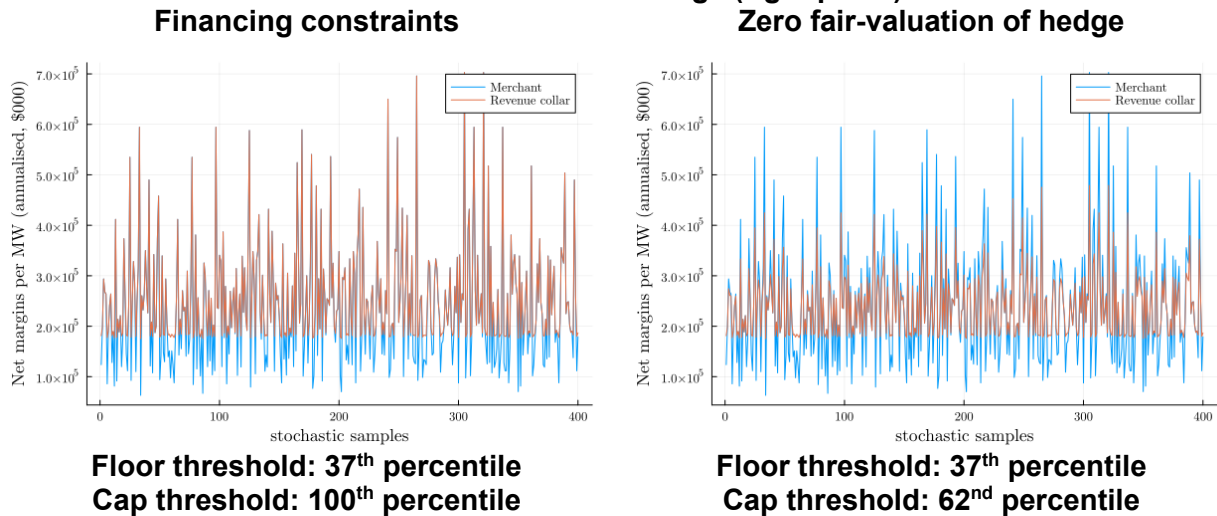 Financing constraints
Zero fair-valuation of hedge
7.0×10⁵
6.0×10⁵
5.0×10⁵
4.0×10⁵
3.0×10⁵
2.0×10⁵
1.0×10⁵
Net margins per MW (annualised, $000)
Merchant
Revenue collar
0
100
200
300
400
stochastic samples
Floor threshold: 37th percentile
Cap threshold: 100th percentile
7.0×10⁵
6.0×10⁵
5.0×10⁵
4.0×10⁵
3.0×10⁵
2.0×10⁵
1.0×10⁵
Net margins per MW (annualised, $000)
Merchant
Revenue collar
0
100
200
300
400
stochastic samples
Floor threshold: 37th percentile
Cap threshold: 62nd percentile